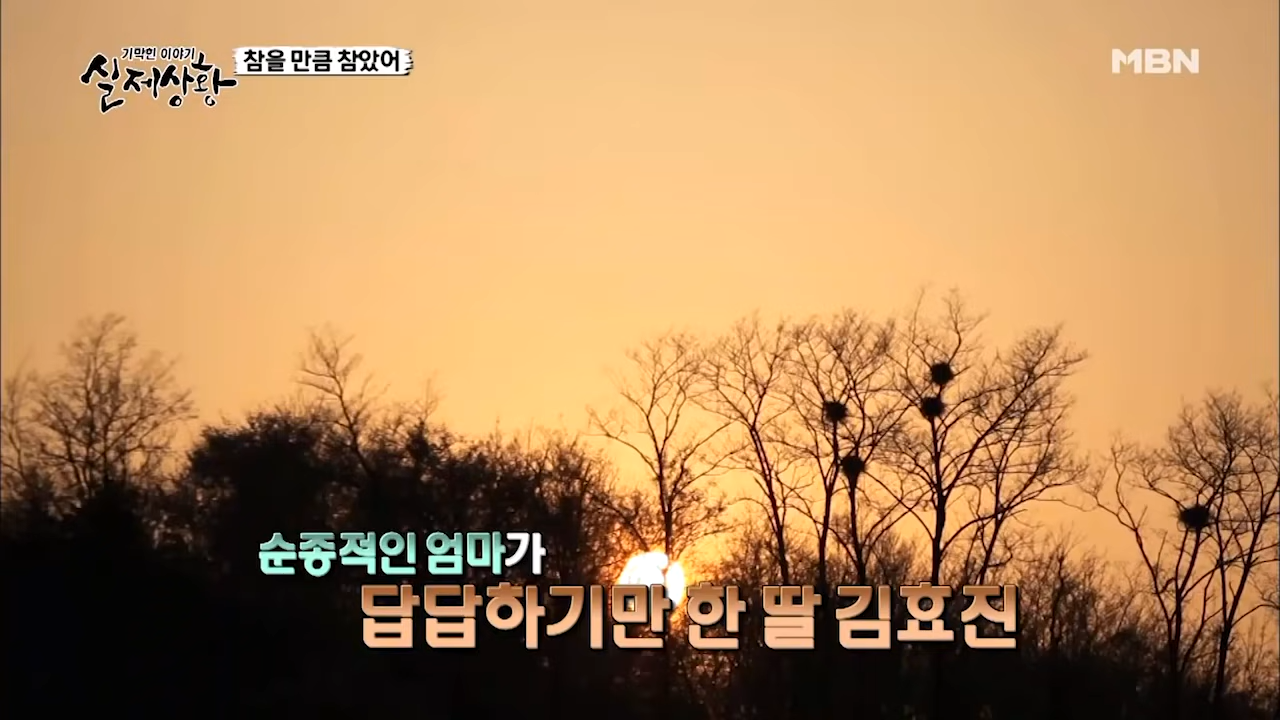 기막힌 이야기
실제상황
참을 만큼 참았어
MBN
순종적인 엄마가
답답하기만 한 딸 김효진